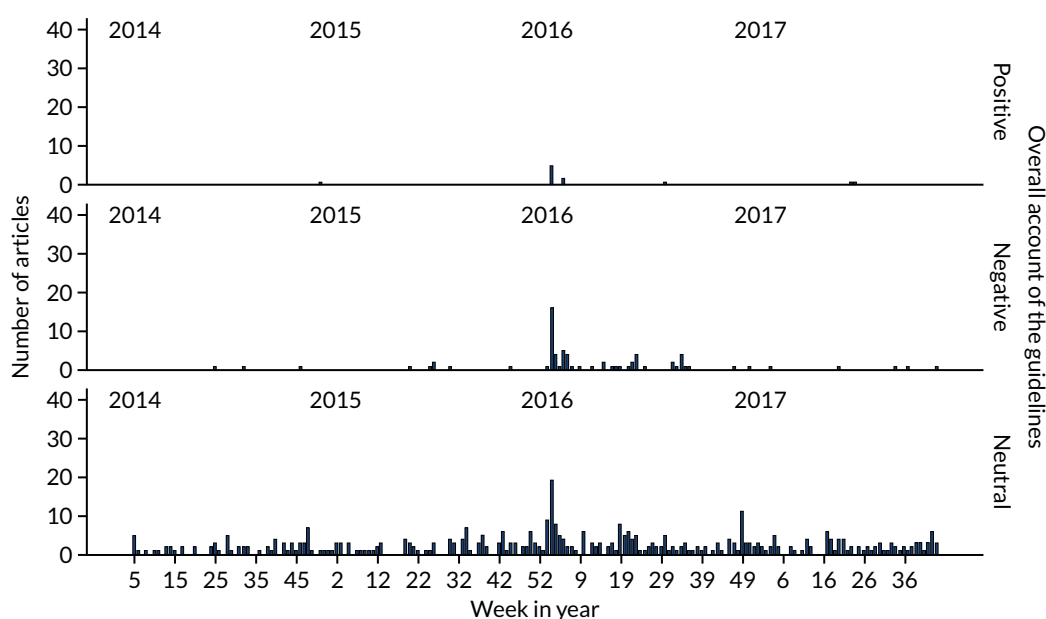 40 2014 2015 2016 2017
30
20
10
0
Positive
40 2014 2015 2016 2017
30
20
10
0
Negative
40 2014 2015 2016 2017
30
20
10
0
Neutral
5 15 25 35 45 2 12 22 32 42 52 9 19 29 39 49 6 16 26 36
Week in year
Number of articles
Overall account of the guidelines